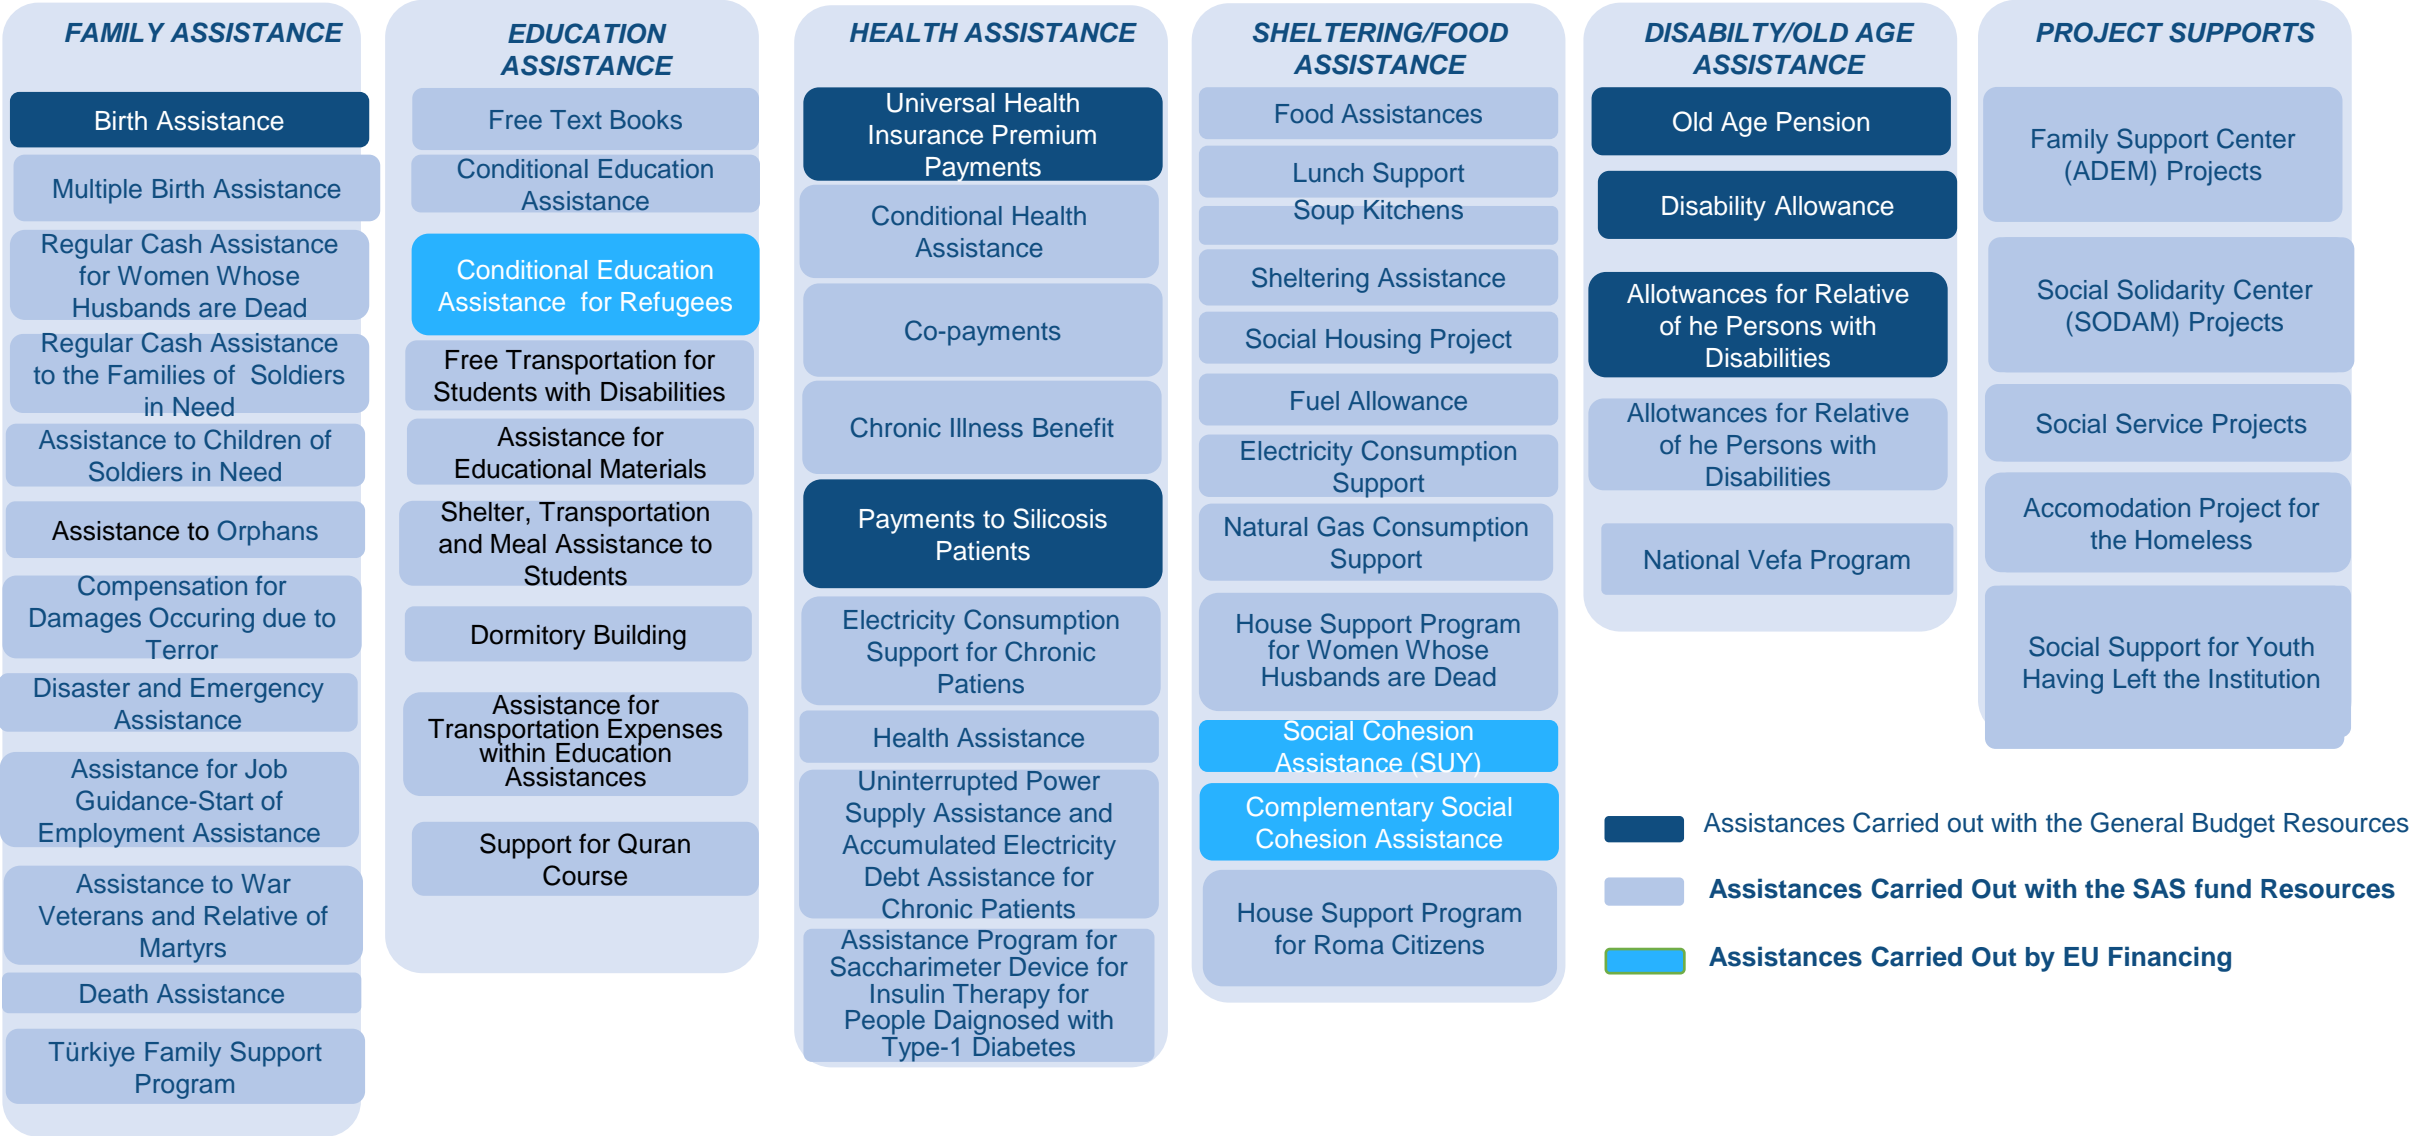 FAMILY ASSISTANCE
Birth Assistance
Multiple Birth Assistance
Regular Cash Assistance
for Women Whose
Husbands are Dead
Regular Cash Assistance
to the Families of Soldiers
in Need
Assistance to Children of
Soldiers in Need
Assistance to Orphans
Compensation for
Damages Occuring due to
Terror
Disaster and Emergency
Assistance
Assistance for Job
Guidance-Start of
Employment Assistance
Assistance to War
Veterans and Relative of
Martyrs
Death Assistance
Türkiye Family Support
Program
EDUCATION
ASSISTANCE
Free Text Books
Conditional Education
Assistance
Conditional Education
Assistance for Refugees
Free Transportation for
Students with Disabilities
Assistance for
Educational Materials
Shelter, Transportation
and Meal Assistance to
Students
Dormitory Building
Assistance for
Transportation Expenses
within Education
Assistances
Support for Quran
Course
HEALTH ASSISTANCE
Universal Health
Insurance Premium
Payments
Conditional Health
Assistance
Co-payments
Chronic Illness Benefit
Payments to Silicosis
Patients
Electricity Consumption
Support for Chronic
Patiens
Health Assistance
Uninterrupted Power
Supply Assistance and
Accumulated Electricity
Debt Assistance for
Chronic Patients
Assistance Program for
Saccharimeter Device for
Insulin Therapy for
People Daignosed with
Type-1 Diabetes
SHELTERING/FOOD
ASSISTANCE
Food Assistances
Lunch Support
Soup Kitchens
Sheltering Assistance
Social Housing Project
Fuel Allowance
Electricity Consumption
Support
Natural Gas Consumption
Support
House Support Program
for Women Whose
Husbands are Dead
Social Cohesion
Assistance (SUY)
Complementary Social
Cohesion Assistance
House Support Program
for Roma Citizens
DISABILTY/OLD AGE
ASSISTANCE
Old Age Pension
Disability Allowance
Allotwances for Relative
of he Persons with
Disabilities
Allotwances for Relative
of he Persons with
Disabilities
National Vefa Program
PROJECT SUPPORTS
Family Support Center
(ADEM) Projects
Social Solidarity Center
(SODAM) Projects
Social Service Projects
Accomodation Project for
the Homeless
Social Support for Youth
Having Left the Institution
Assistances Carried out with the General Budget Resources
Assistances Carried Out with the SAS fund Resources
Assistances Carried Out by EU Financing